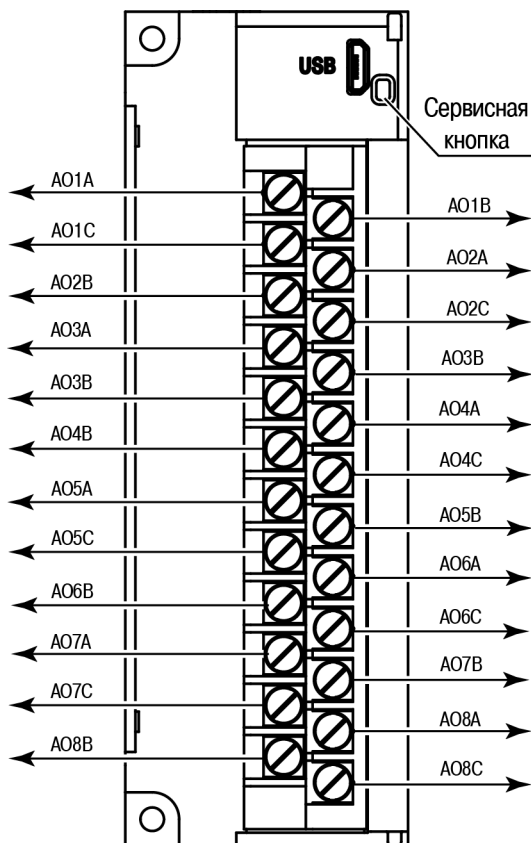 USB
Сервисная
кнопка
AO1A
AO1B
AO1C
AO2A
AO2B
AO2C
AO3A
AO3B
AO3B
AO4A
AO4B
AO4C
AO5A
AO5B
AO5C
AO6A
AO6B
AO6C
AO7A
AO7B
AO7C
AO8A
AO8B
AO8C